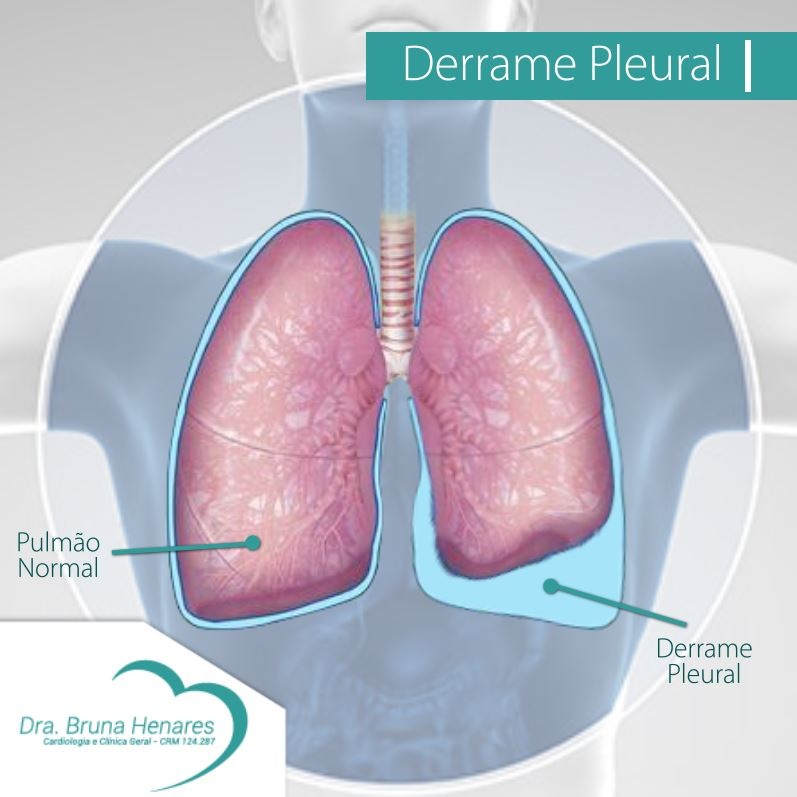 Derrame Pleural
Pulmão
Normal
Derrame
Pleural
Dra. Bruna Henares
Cardiologia e Clínica Geral - CRM 124.287